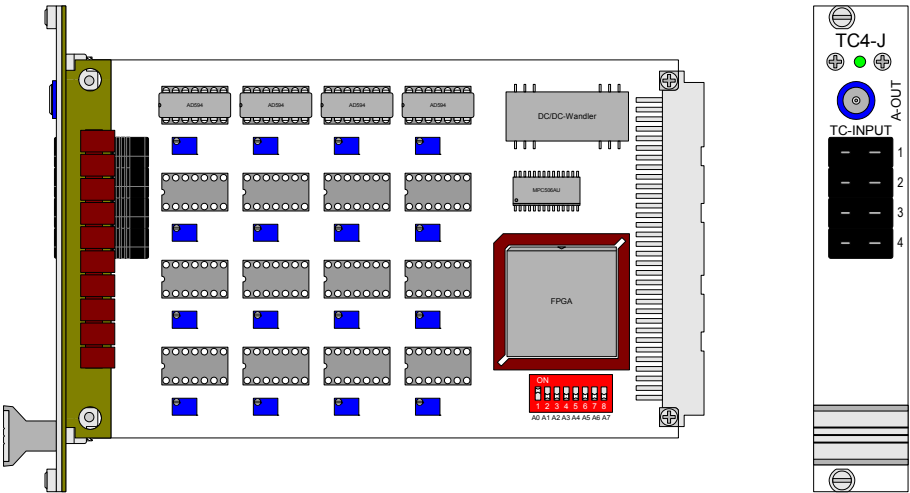 AD594 AD594 AD594 AD594
DC/DC-Wandler
MPC506AU
FPGA
ON
1 2 3 4 5 6 7 8
A0 A1 A2 A3 A4 A5 A6 A7
TC4-J
A-OUT
TC-INPUT
1
2
3
4